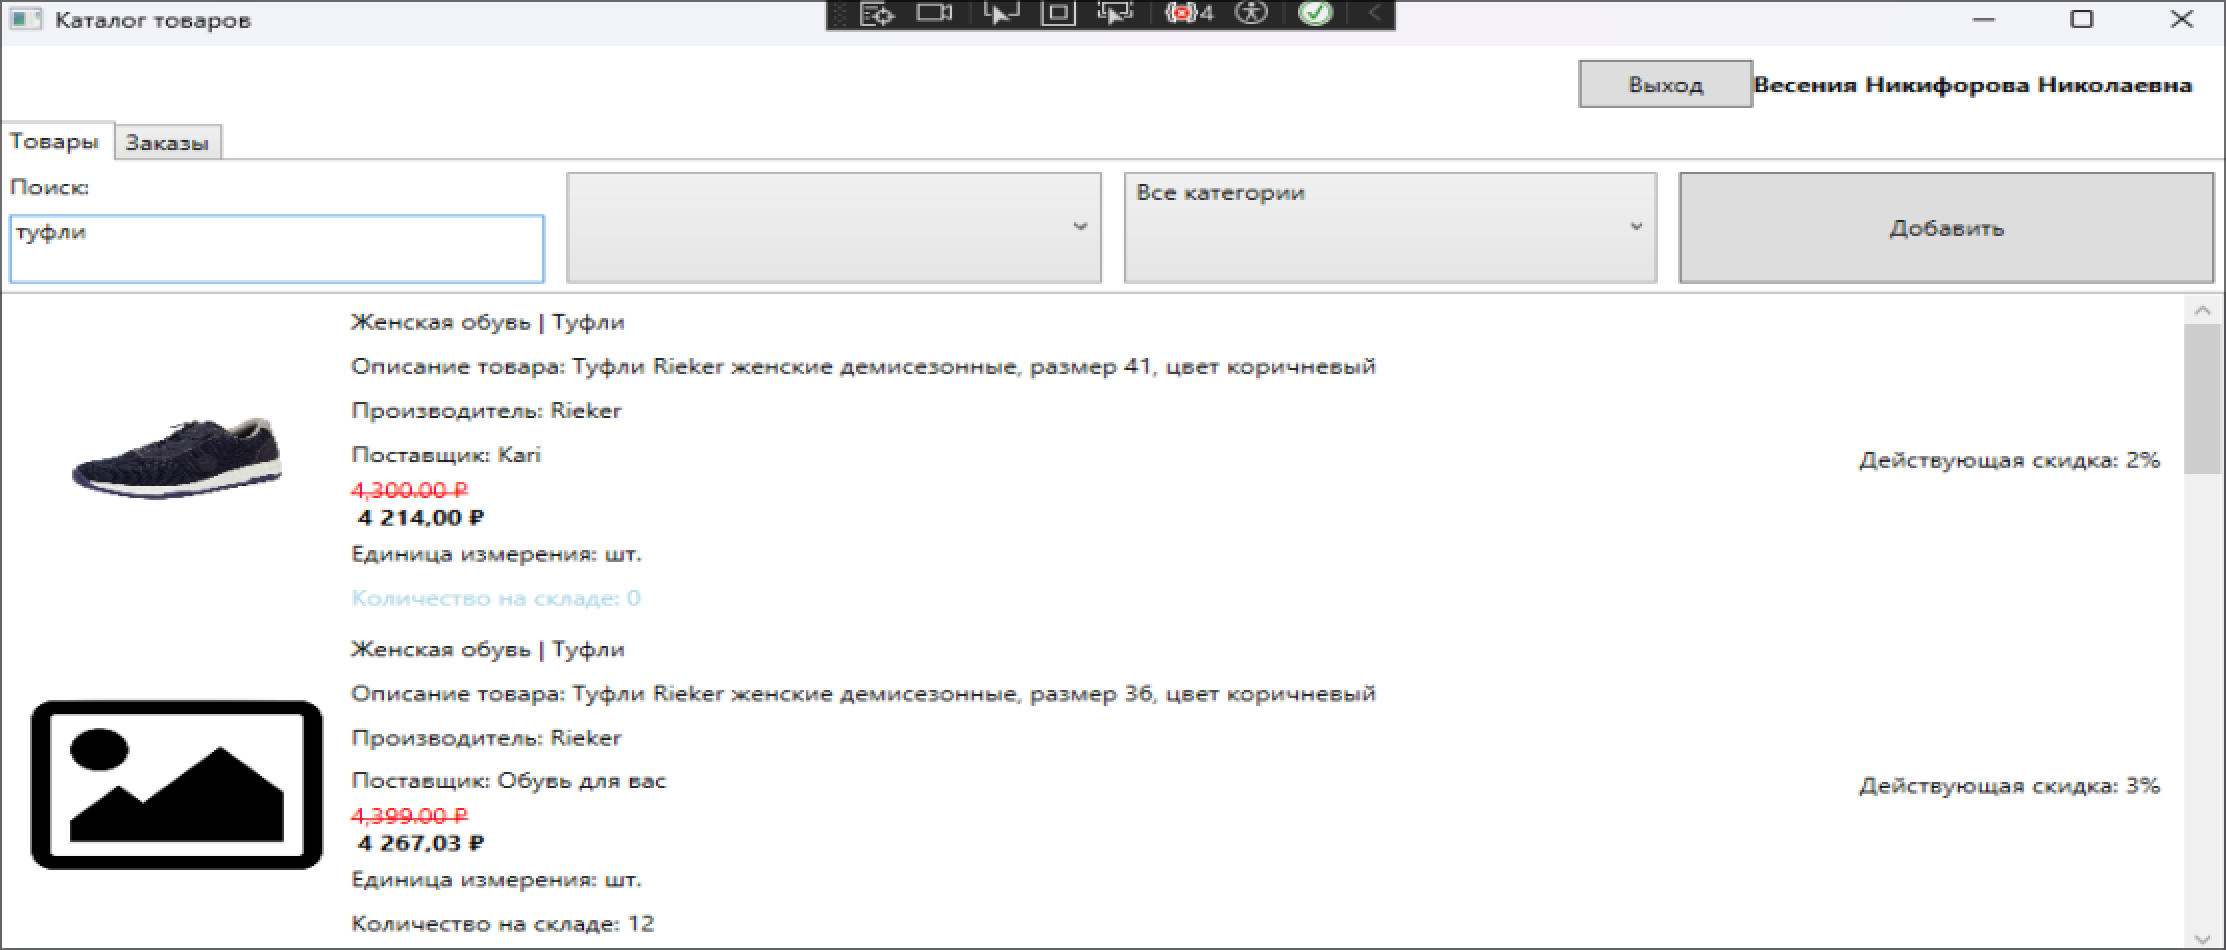 Каталог товаров
4
Выход
Весения Никифорова Николаевна
Товары
Заказы
Поиск:
туфли
Все категории
Добавить
Женская обувь | Туфли
Описание товара: Туфли Rieker женские демисезонные, размер 41, цвет коричневый
Производитель: Rieker
Поставщик: Kari
Действующая скидка: 2%
4,300.00 ₽
4 214,00 ₽
Единица измерения: шт.
Количество на складе: 0
Женская обувь | Туфли
Описание товара: Туфли Rieker женские демисезонные, размер 36, цвет коричневый
Производитель: Rieker
Поставщик: Обувь для вас
Действующая скидка: 3%
4,399.00 ₽
4 267,03 ₽
Единица измерения: шт.
Количество на складе: 12